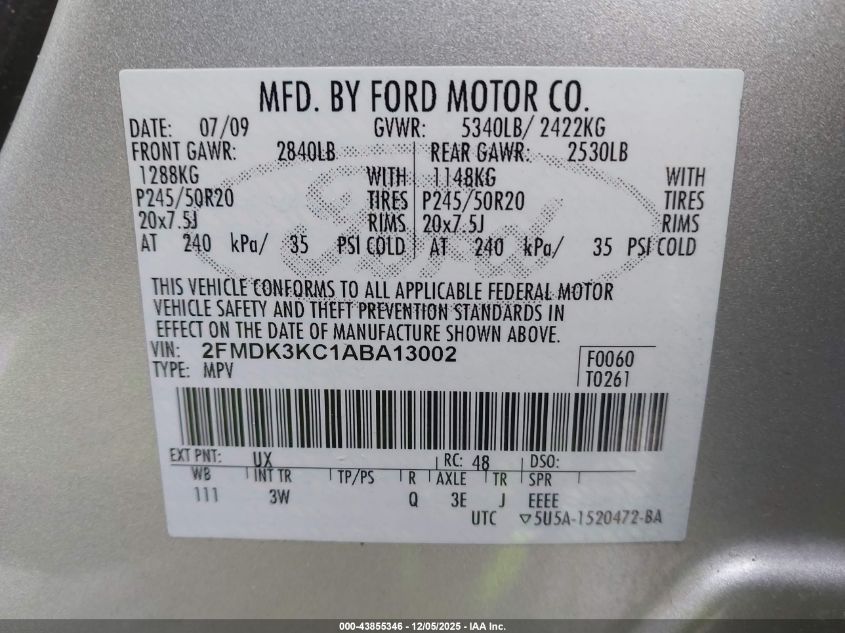 MFD. BY FORD MOTOR CO.
DATE: 07/09 GVWR: 5340LB/ 2422KG
FRONT GAWR: 2840LB REAR GAWR: 2530LB
1288KG WITH 1148KG WITH
P245/50R20 TIRES P245/50R20 TIRES
20x7.5J RIMS 20x7.5J RIMS
AT 240 kPa/ 35 PSI COLD AT 240 kPa/ 35 PSI COLD
Ford
THIS VEHICLE CONFORMS TO ALL APPLICABLE FEDERAL MOTOR
VEHICLE SAFETY AND THEFT PREVENTION STANDARDS IN
EFFECT ON THE DATE OF MANUFACTURE SHOWN ABOVE.
VIN: 2FMDK3KC1ABA13002 F0060
TYPE: MPV T0261
EXT PNT: UX RC: 48 DSO:
WB INT TR TP/PS R AXLE TR SPR
111 3W Q 3E J EEEE
UTC ▽5U5A-1520472-BA
000-43855346 - 12/05/2025 - IAA Inc.